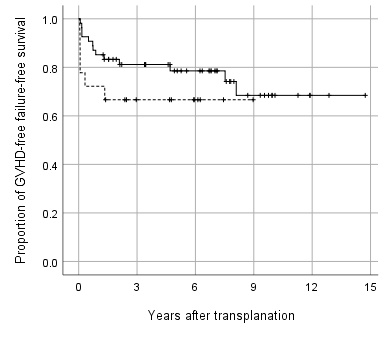 Proportion of GVHD-free failure-free survival
1.0
0.8
0.6
0.4
0.2
0.0
0 3 6 9 12 15
Years after transplanation